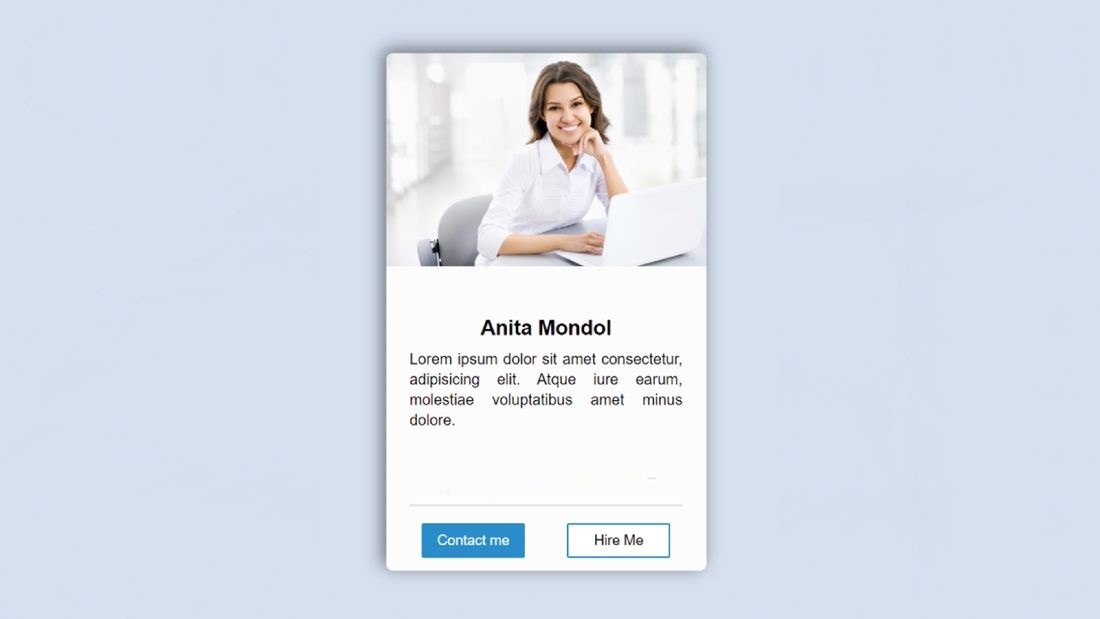 Anita Mondol
Lorem ipsum dolor sit amet consectetur,
adipisicing elit. Atque iure earum,
molestiae voluptatibus amet minus
dolore.
Contact me
Hire Me